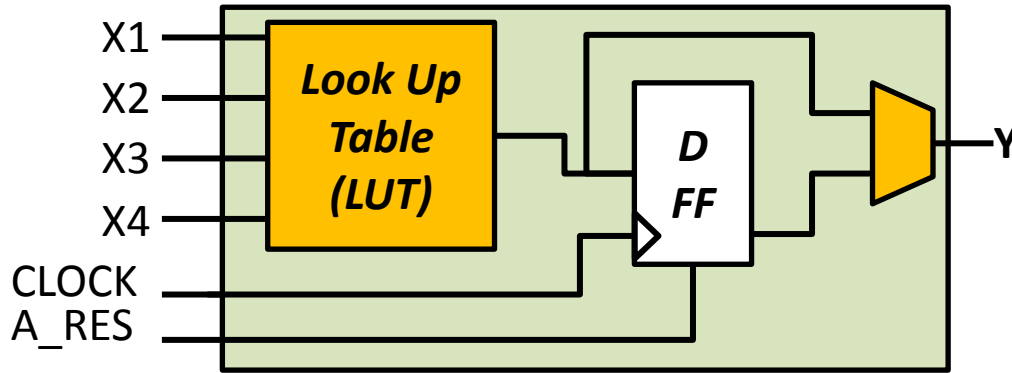 X1
X2
X3
X4
CLOCK
A_RES
Look Up
Table
(LUT)
D
FF
Y